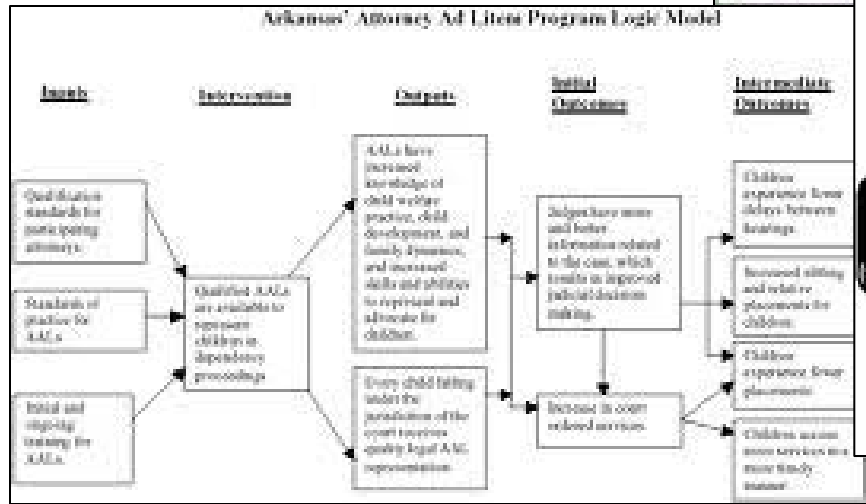 Arkansas' Attorney Ad Litem Program Logic Model
Inputs
Intervention
Outputs
Initial
Outcomes
Intermediate
Outcomes
Qualification
standards for
participating
attorneys.
Standards of
practice for
AALs
Initial and
ongoing
training for
AALs.
Qualified AALs
are available to
represent
children in
dependency
proceedings
AALs have
increased
knowledge of
child welfare
practice, child
development, and
family dynamics,
and increased
skills and abilities
to represent and
advocate for
children.
Every child falling
under the
jurisdiction of the
court receives
quality legal AAL
representation.
Judges have more
and better
information related
to the case, which
results in improved
judicial decision
making.
Increase in court
ordered services.
Children
experience fewer
delays between
hearings.
Increased sibling
and relative
placements for
children.
Children
experience fewer
placements
Children access
more services in a
more timely
manner